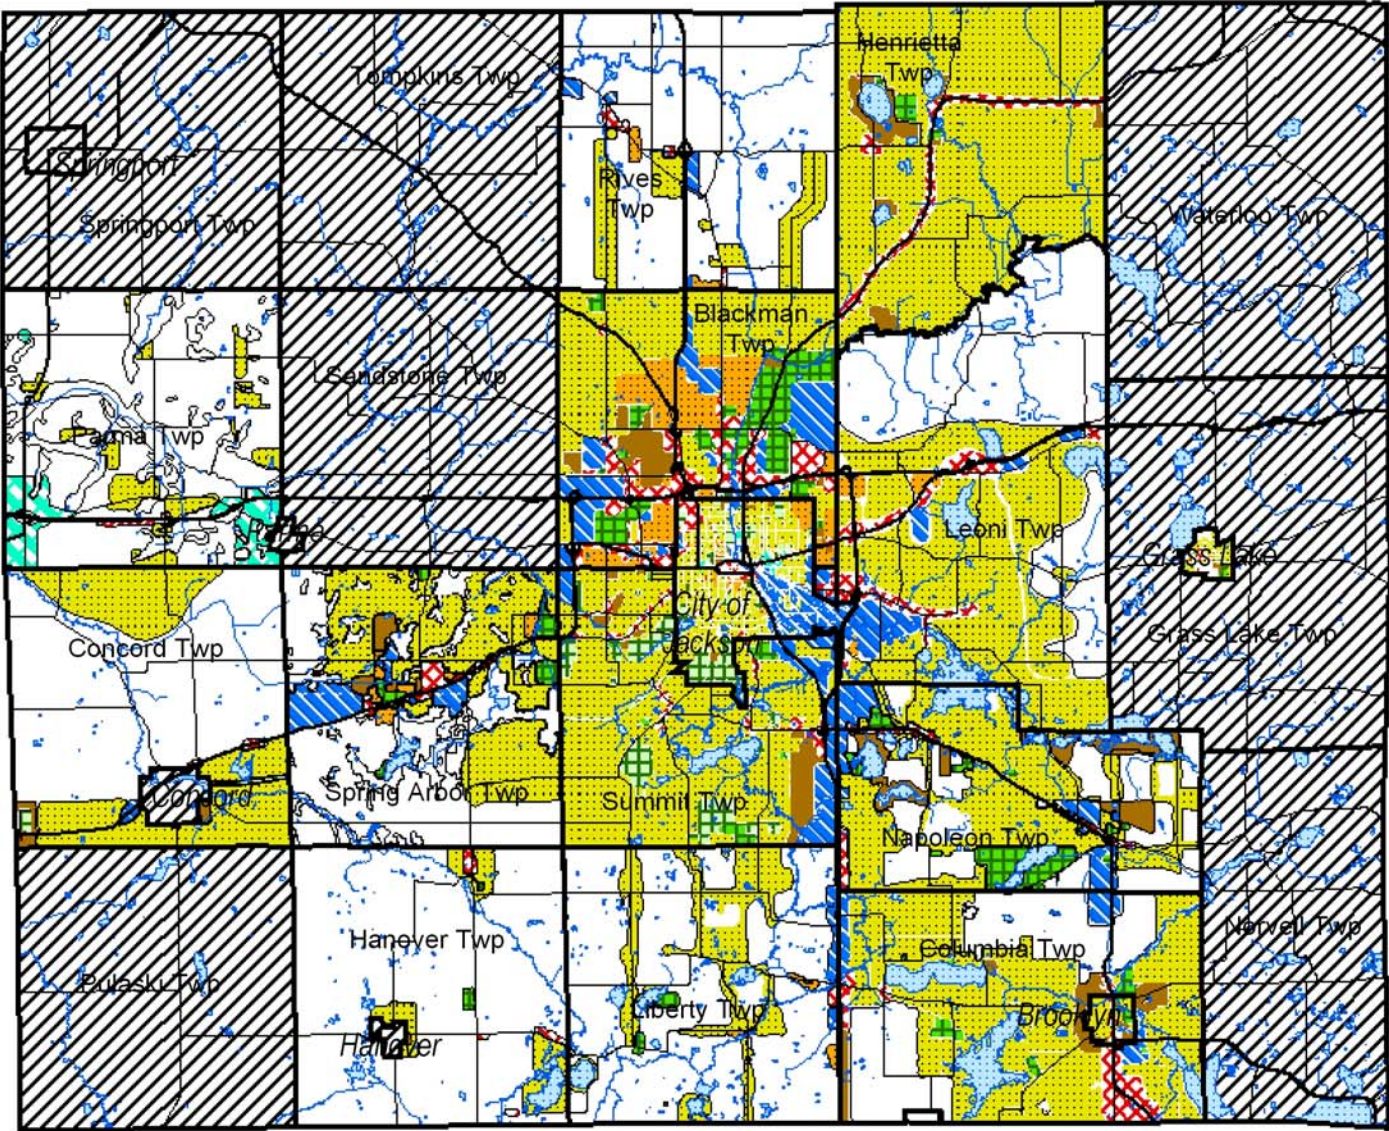 Henrietta
Twp
Tompkins Twp
Springport
Rives
Twp
Springport Twp
Waterloo Twp
Blackman
Twp
Sandstone Twp
Parma Twp
Parma
Leoni Twp
Grass Lake
City of
Jackson
Grass Lake Twp
Concord Twp
Concord
Spring Arbor Twp
Summit Twp
Napoleon Twp
Hanover Twp
Columbia Twp
Norvell Twp
Pulaski Twp
Liberty Twp
Brooklyn
Hanover